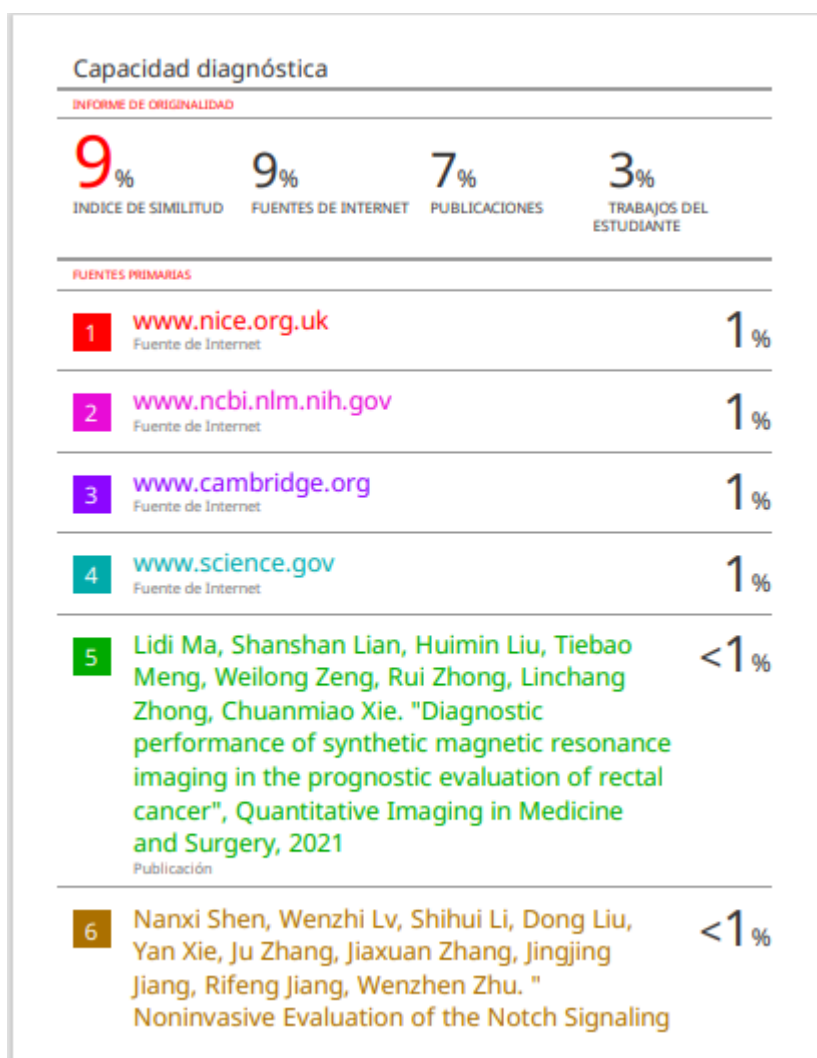 Capacidad diagnóstica
INFORME DE ORIGINALIDAD
9%
INDICE DE SIMILITUD
9%
FUENTES DE INTERNET
7%
PUBLICACIONES
3%
TRABAJOS DEL
ESTUDIANTE
FUENTES PRIMARIAS
1
www.nice.org.uk
Fuente de Internet
1%
2
www.ncbi.nlm.nih.gov
Fuente de Internet
1%
3
www.cambridge.org
Fuente de Internet
1%
4
www.science.gov
Fuente de Internet
1%
5
Lidi Ma, Shanshan Lian, Huimin Liu, Tiebao
Meng, Weilong Zeng, Rui Zhong, Linchang
Zhong, Chuanmiao Xie. "Diagnostic
performance of synthetic magnetic resonance
imaging in the prognostic evaluation of rectal
cancer", Quantitative Imaging in Medicine
and Surgery, 2021
Publicación
<1%
6
Nanxi Shen, Wenzhi Lv, Shihui Li, Dong Liu,
Yan Xie, Ju Zhang, Jiaxuan Zhang, Jingjing
Jiang, Rifeng Jiang, Wenzhen Zhu. "
Noninvasive Evaluation of the Notch Signaling
<1%